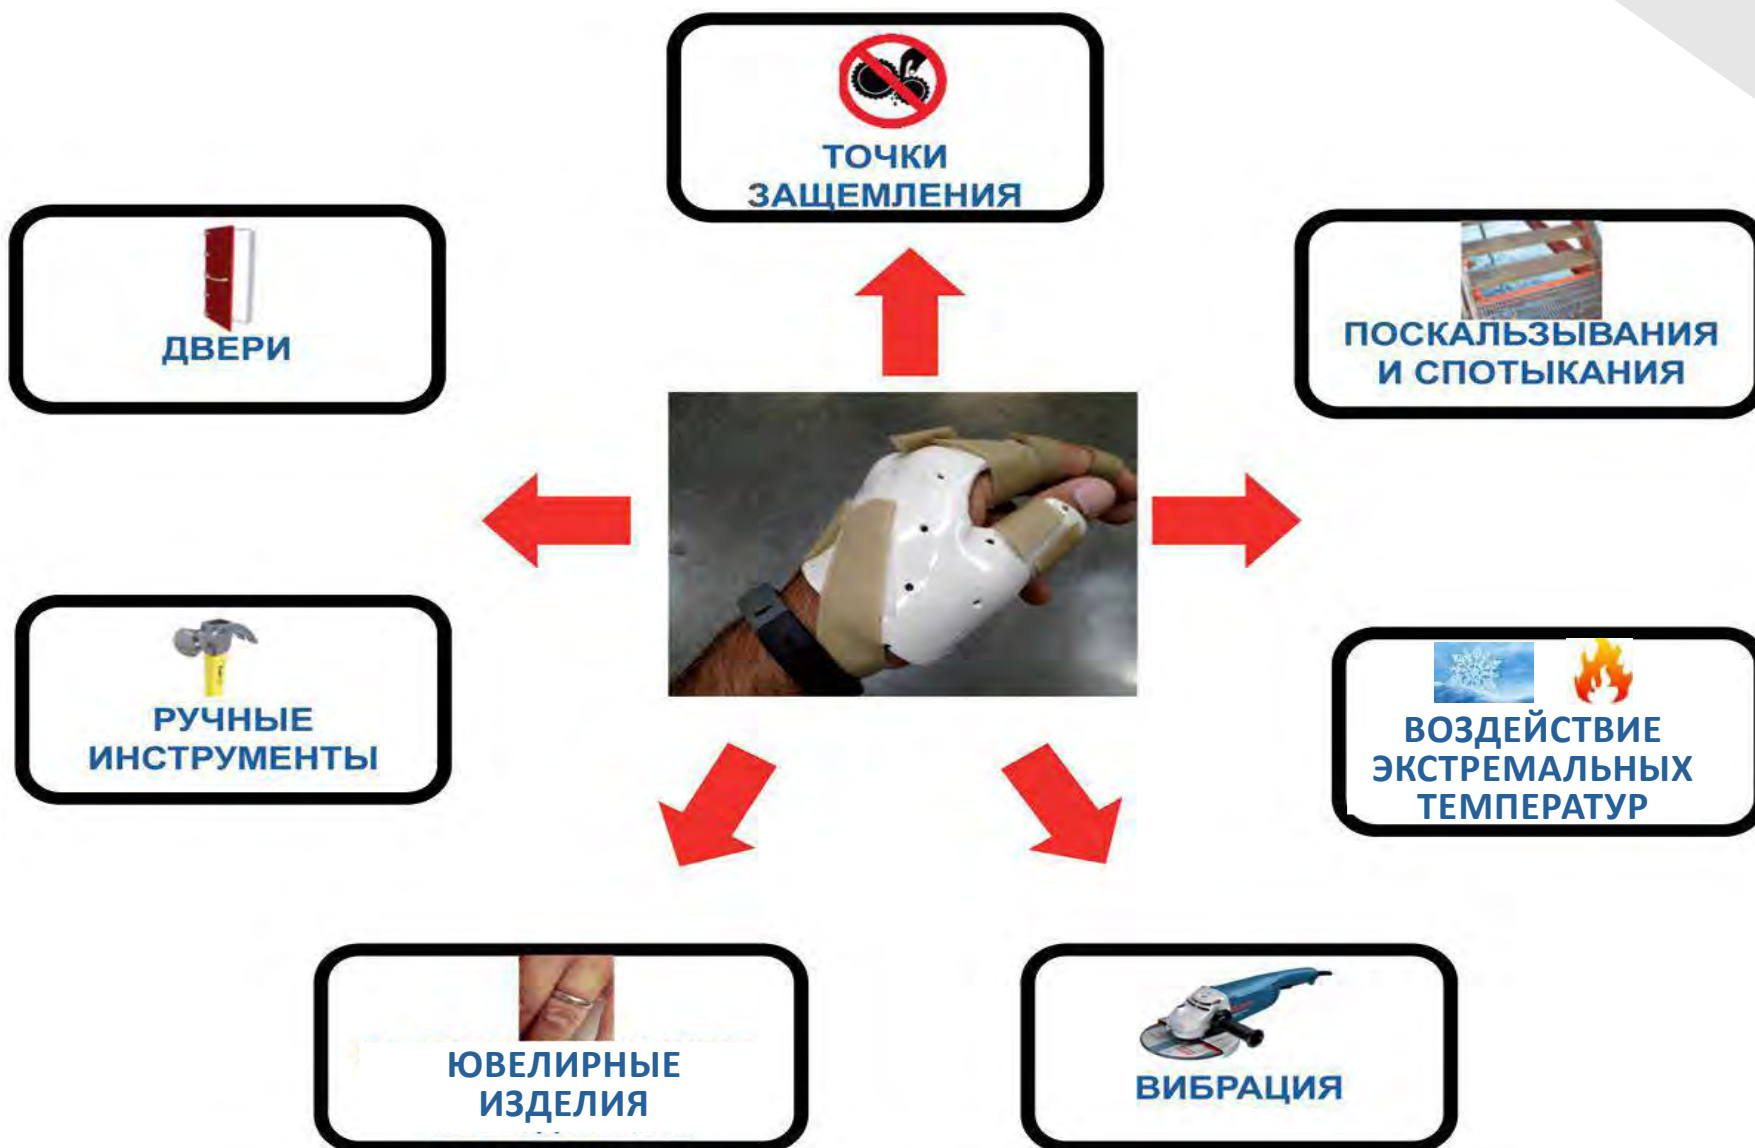 ТОЧКИ
ЗАЩЕМЛЕНИЯ
ДВЕРИ
ПОСКАЛЬЗЫВАНИЯ
И СПОТЫКАНИЯ
РУЧНЫЕ
ИНСТРУМЕНТЫ
ВОЗДЕЙСТВИЕ
ЭКСТРЕМАЛЬНЫХ
ТЕМПЕРАТУР
ЮВЕЛИРНЫЕ
ИЗДЕЛИЯ
ВИБРАЦИЯ